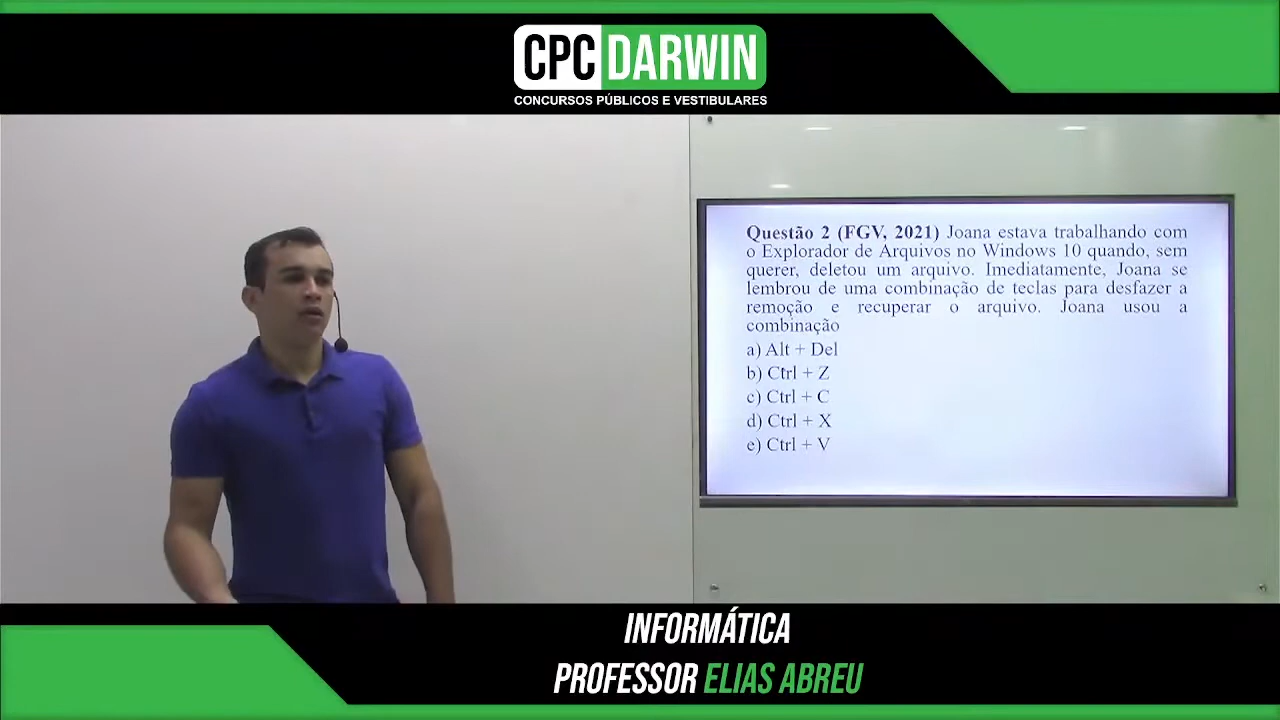 CPC DARWIN
CONCURSOS PÚBLICOS E VESTIBULARES
Questão 2 (FGV, 2021) Joana estava trabalhando com
o Explorador de Arquivos no Windows 10 quando, sem
querer, deletou um arquivo. Imediatamente, Joana se
lembrou de uma combinação de teclas para desfazer a
remoção e recuperar o arquivo. Joana usou a
combinação
a) Alt + Del
b) Ctrl + Z
c) Ctrl + C
d) Ctrl + X
e) Ctrl + V
INFORMÁTICA
PROFESSOR ELIAS ABREU